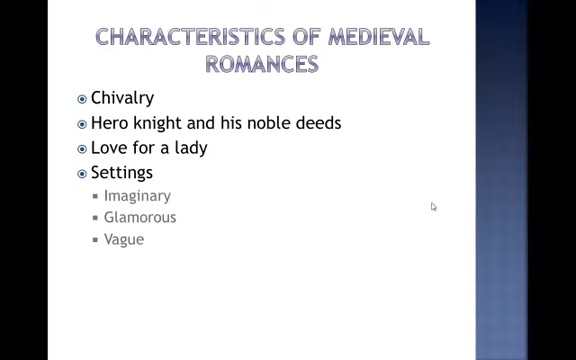 CHARACTERISTICS OF MEDIEVAL
ROMANCES
Chivalry
Hero knight and his noble deeds
Love for a lady
Settings
Imaginary
Glamorous
Vague